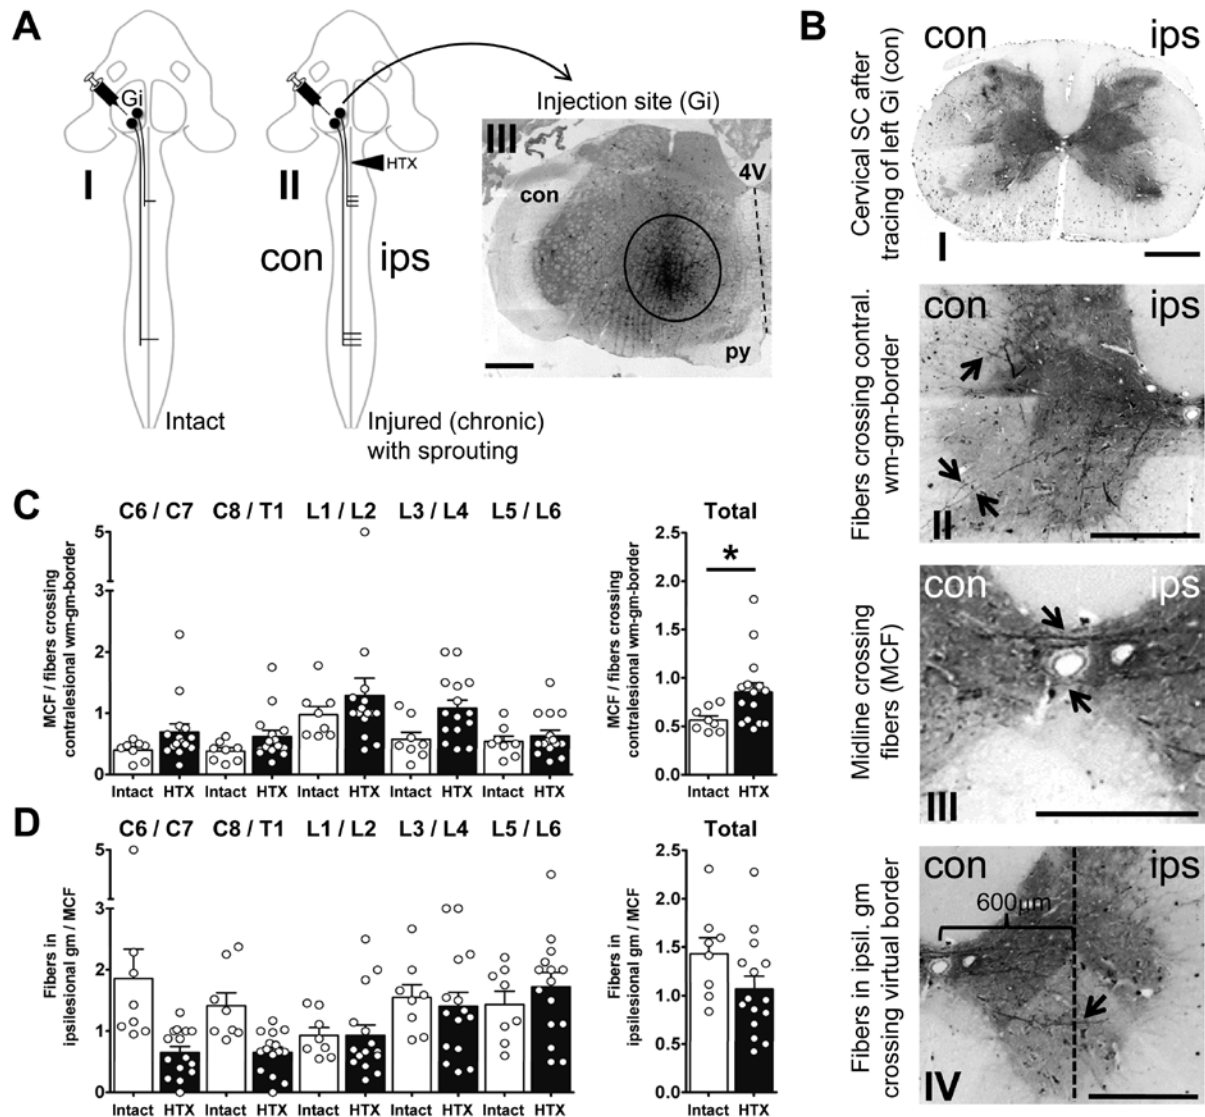 A
Gi
I
Intact
II
HTX
con
ips
Injured (chronic)
with sprouting
Injection site (Gi)
III
con
4V
py
B
Cervical SC after
tracing of left Gi (con)
con ips
I
Fibers crossing contral.
wm-gm-border
con ips
II
Midline crossing
fibers (MCF)
con ips
III
Fibers in ipsil. gm
crossing virtual border
con ips
600µm
IV
C
C6 / C7 C8 / T1 L1 / L2 L3 / L4 L5 / L6
MCF / fibers crossing
contralesional wm-gm-border
5
3
2
1
0
Intact HTX Intact HTX Intact HTX Intact HTX Intact HTX
Total
MCF / fibers crossing
contralesional wm-gm-border
2.5
2.0
1.5
1.0
0.5
0.0
*
Intact HTX
D
C6 / C7 C8 / T1 L1 / L2 L3 / L4 L5 / L6
Fibers in
ipsilesional gm / MCF
5
3
2
1
0
Intact HTX Intact HTX Intact HTX Intact HTX Intact HTX
Total
Fibers in
ipsilesional gm / MCF
2.5
2.0
1.5
1.0
0.5
0.0
Intact HTX